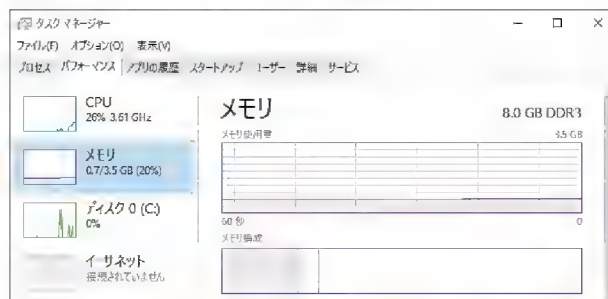 タスク マネージャー
ファイル(F) オプション(O) 表示(V)
プロセス パフォーマンス アプリの履歴 スタートアップ ユーザー 詳細 サービス
CPU
26% 3.61 GHz
メモリ
0.7/3.5 GB (20%)
ディスク 0 (C:)
0%
イーサネット
接続されていません
メモリ
8.0 GB DDR3
メモリ使用量
3.5 GB
60 秒
0
メモリ構成